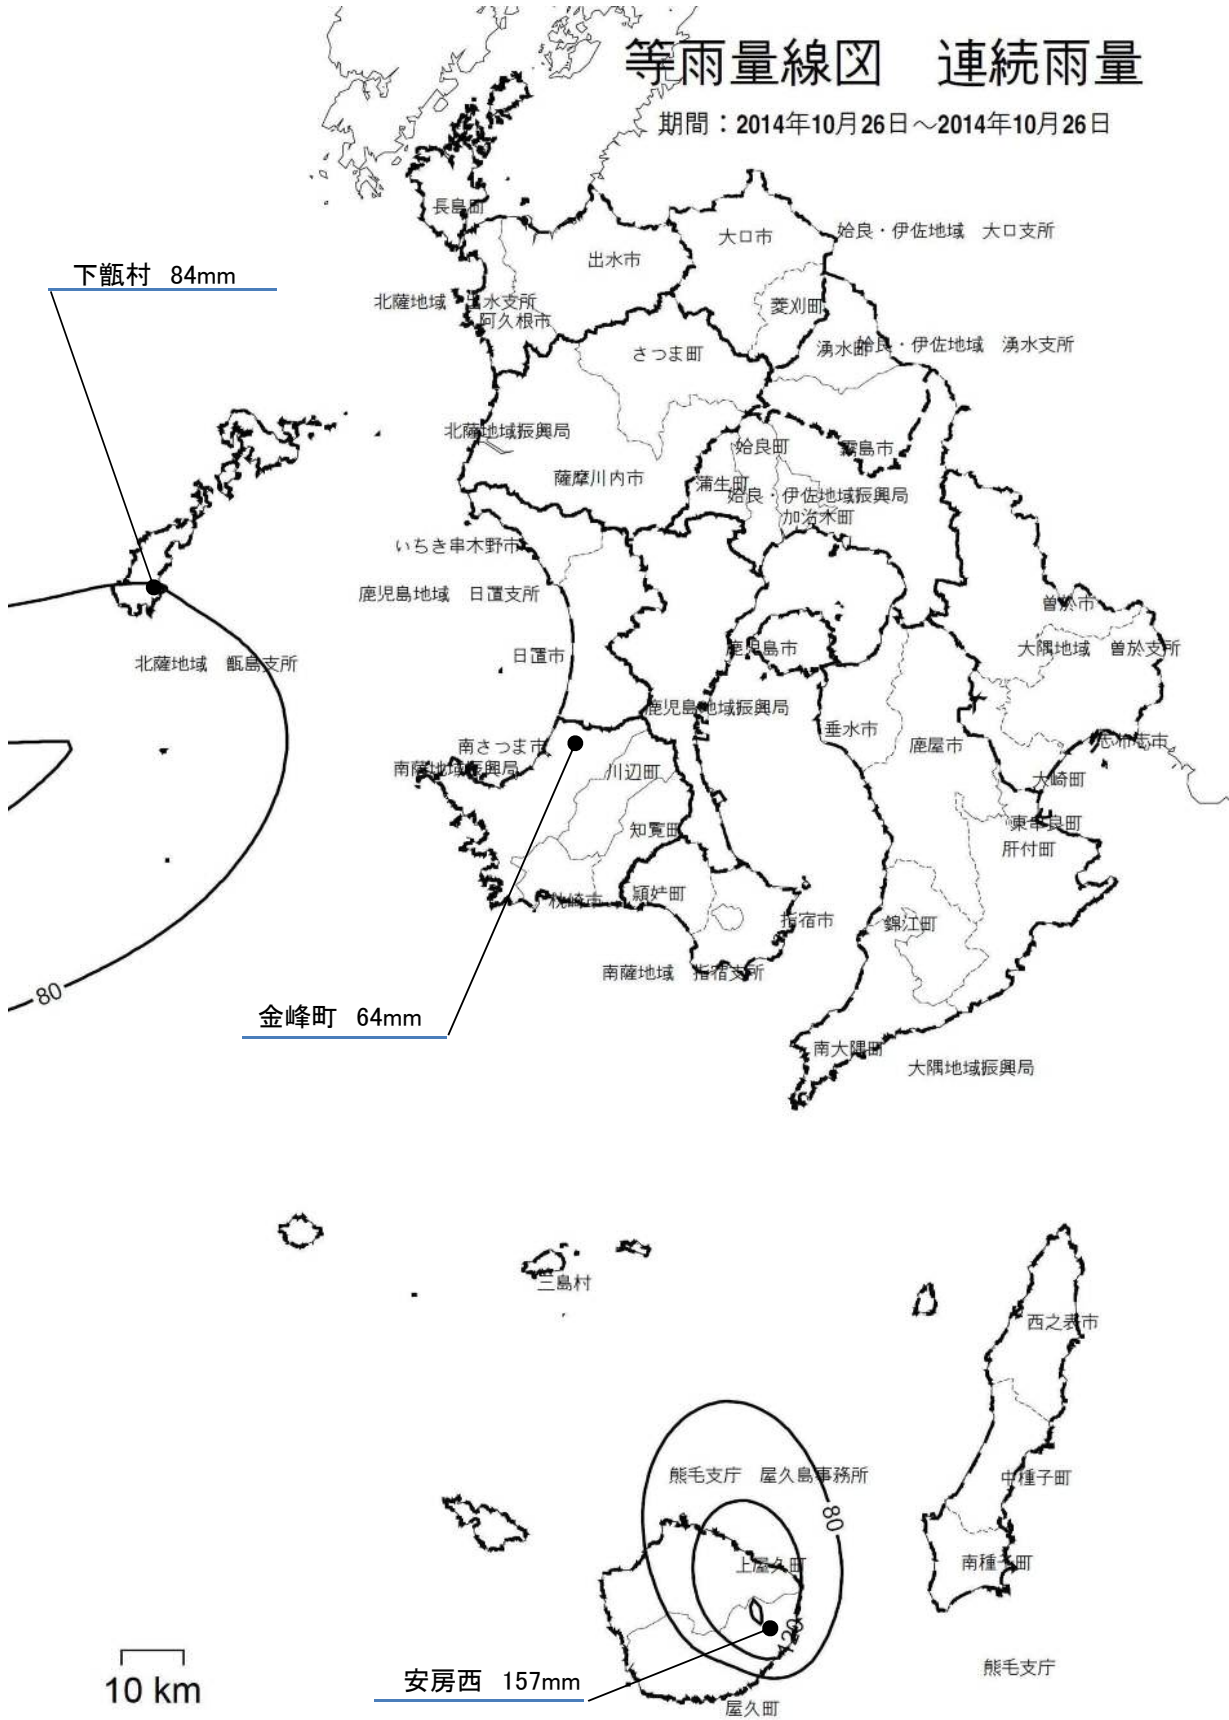 等雨量線図　連続雨量
期間：2014年10月26日～2014年10月26日
長島町
大口市
姶良・伊佐地域　大口支所
出水市
下甑村　84mm
北薩地域　出水支所
菱刈町
阿久根市
さつま町
湧水町
姶良・伊佐地域　湧水支所
北薩地域振興局
姶良町
霧島市
薩摩川内市
蒲生町
姶良・伊佐地域振興局
加治木町
いちき串木野市
鹿児島地域　日置支所
曽於市
鹿児島市
大隅地域　曽於支所
日置市
北薩地域　甑島支所
鹿児島地域振興局
垂水市
南さつま市
鹿屋市
志布志市
南薩地域振興局
川辺町
大崎町
知覧町
東串良町
肝付町
枕崎市
頴娃町
指宿市
錦江町
南薩地域　指宿支所
80
金峰町　64mm
南大隅町
大隅地域振興局
三島村
西之表市
熊毛支庁　屋久島事務所
中種子町
80
上屋久町
南種子町
120
熊毛支庁
安房西　157mm
10 km
屋久町